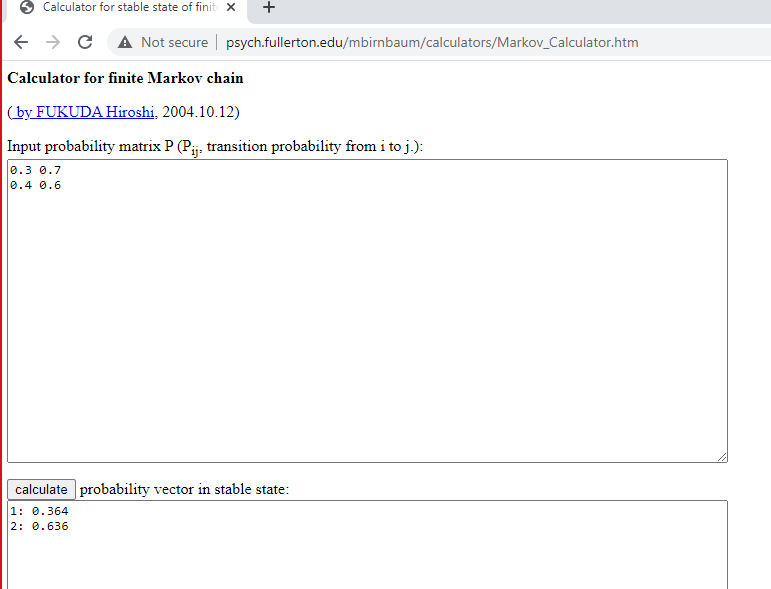 Calculator for stable state of finit
Not secure | psych.fullerton.edu/mbirnbaum/calculators/Markov_Calculator.htm
Calculator for finite Markov chain
( by FUKUDA Hiroshi, 2004.10.12)
Input probability matrix P (Pij, transition probability from i to j.):
0.3 0.7
0.4 0.6
calculate probability vector in stable state:
1: 0.364
2: 0.636